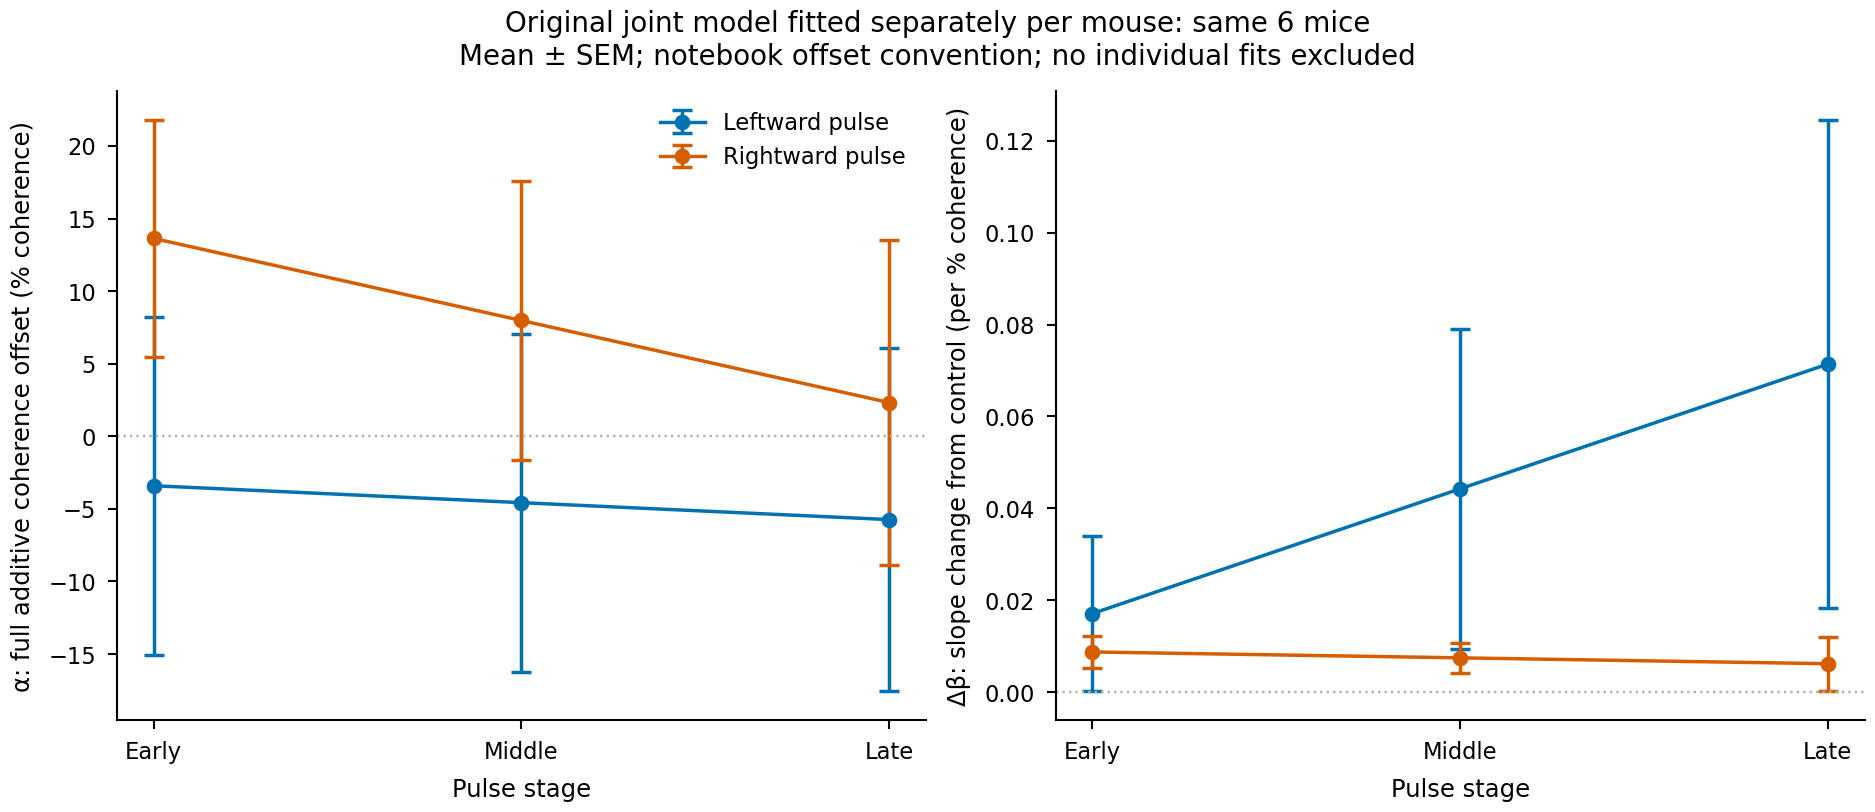 Original joint model fitted separately per mouse: same 6 mice
Mean ± SEM; notebook offset convention; no individual fits excluded
α: full additive coherence offset (% coherence)
20
15
10
5
0
−5
−10
−15
Leftward pulse
Rightward pulse
Early
Middle
Late
Pulse stage
Δβ: slope change from control (per % coherence)
0.12
0.10
0.08
0.06
0.04
0.02
0.00
Early
Middle
Late
Pulse stage